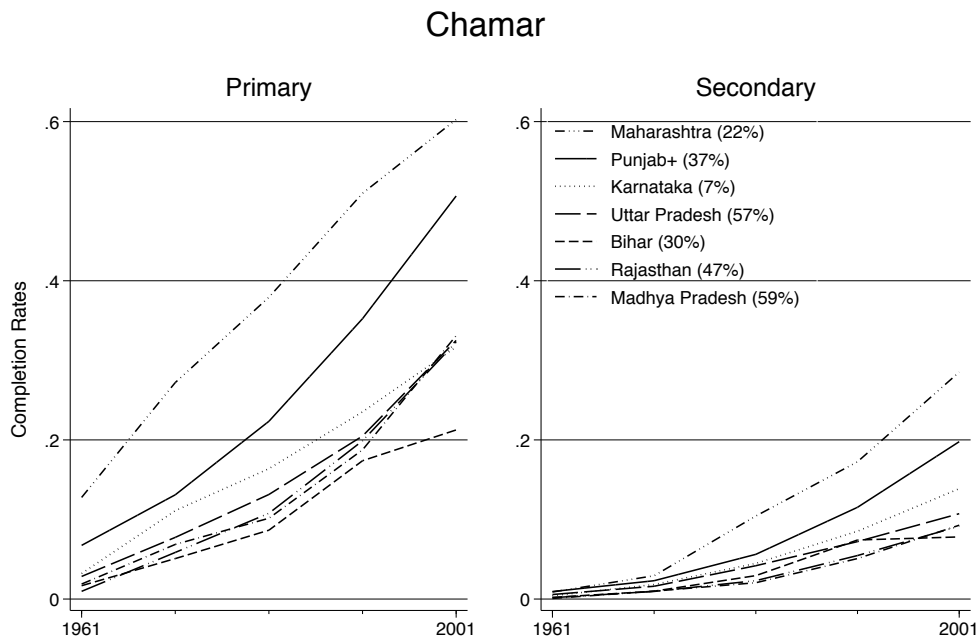 Chamar
Primary
Secondary
Completion Rates
.6
.4
.2
0
1961
2001
.6
.4
.2
0
1961
2001
Maharashtra (22%)
Punjab+ (37%)
Karnataka (7%)
Uttar Pradesh (57%)
Bihar (30%)
Rajasthan (47%)
Madhya Pradesh (59%)